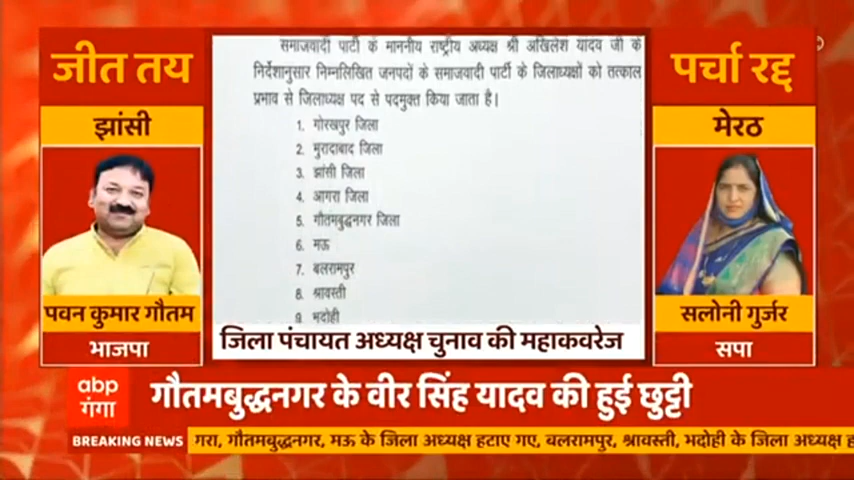 जीत तय
झांसी
पवन कुमार गौतम
भाजपा
समाजवादी पार्टी के माननीय राष्ट्रीय अध्यक्ष श्री अखिलेश यादव जी के
निर्देशानुसार निम्नलिखित जनपदों के समाजवादी पार्टी के जिलाध्यक्षों को तत्काल
प्रभाव से जिलाध्यक्ष पद से पदमुक्त किया जाता है।
1. गोरखपुर जिला
2. मुरादाबाद जिला
3. झांसी जिला
4. आगरा जिला
5. गौतमबुद्धनगर जिला
6. मऊ
7. बलरामपुर
8. श्रावस्ती
9. भदोही
जिला पंचायत अध्यक्ष चुनाव की महाकवरेज
पर्चा रद्द
मेरठ
सलोनी गुर्जर
सपा
abp
गंगा
गौतमबुद्धनगर के वीर सिंह यादव की हुई छुट्टी
BREAKING NEWS गरा, गौतमबुद्धनगर, मऊ के जिला अध्यक्ष हटाए गए, बलरामपुर, श्रावस्ती, भदोही के जिला अध्यक्ष ह